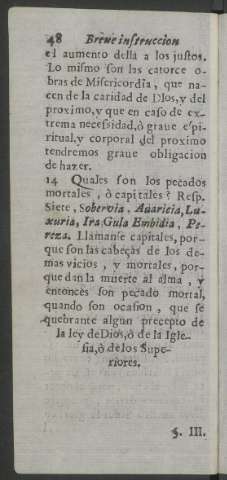 48 Breue instruccion
el aumento della a los justos.
Lo mismo son las catorce o-
bras de Misericordia, que na-
cen de la caridad de Dios, y del
proximo, y que en caso de ex-
trema necessidad, ò graue espi-
ritual, y corporal del proximo
tendremos graue obligacion
de hazer.
14 Quales son los pecados
mortales, ò capitales? Resp.
Siete, Sobervia, Auaricia, Lu-
xuria, Ira, Gula Embidia, Pe-
reza. Llamanse capitales, por-
que son las cabeças de los de-
mas vicios, y mortales, por-
que dan la muerte al alma, y
entonces son pecado mortal,
quando son ocasion, que se
quebrante algun precepto de
la ley de Dios, ò de la Igle-
sia, ò de los Supe-
riores.
§. III.